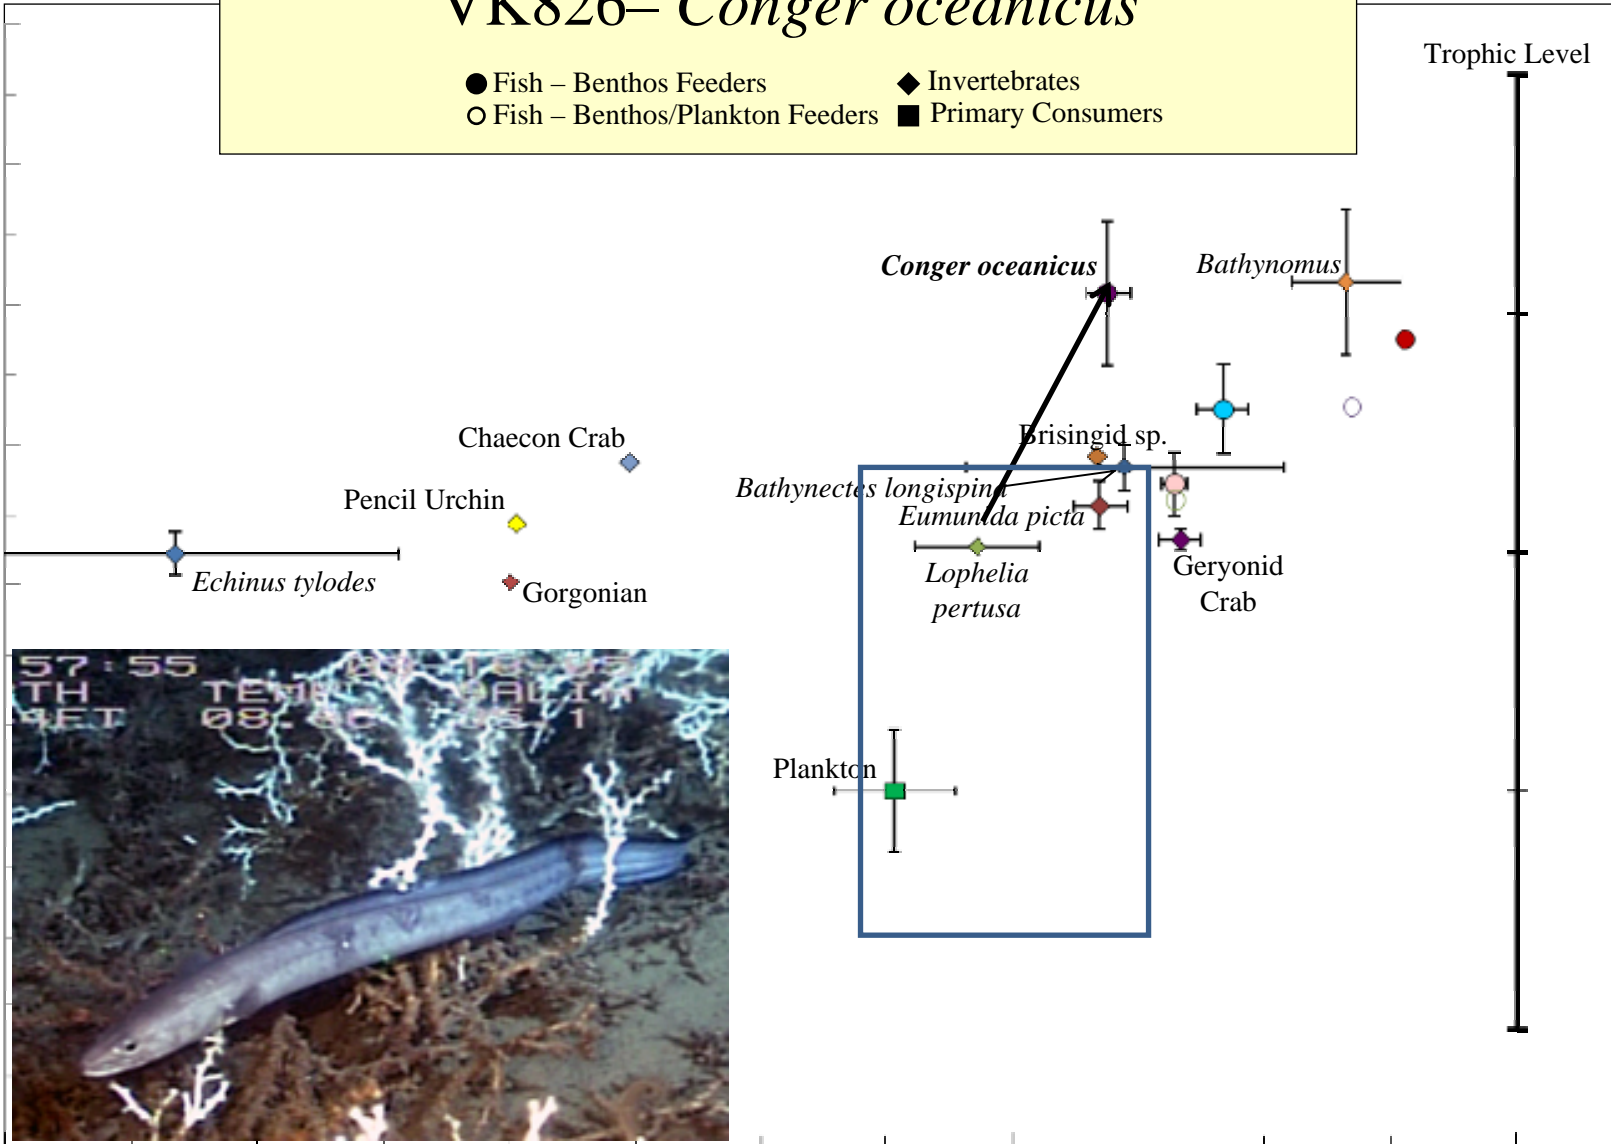 VK826– Conger oceanicus
Fish – Benthos Feeders
Invertebrates
Fish – Benthos/Plankton Feeders
Primary Consumers
Trophic Level
Conger oceanicus
Bathynomus
Brisingid sp.
Chaecon Crab
Bathynectes longispina
Pencil Urchin
Eumunida picta
Echinus tylodes
Gorgonian
Lophelia
pertusa
Geryonid
Crab
Plankton
57:55
TH
4FT